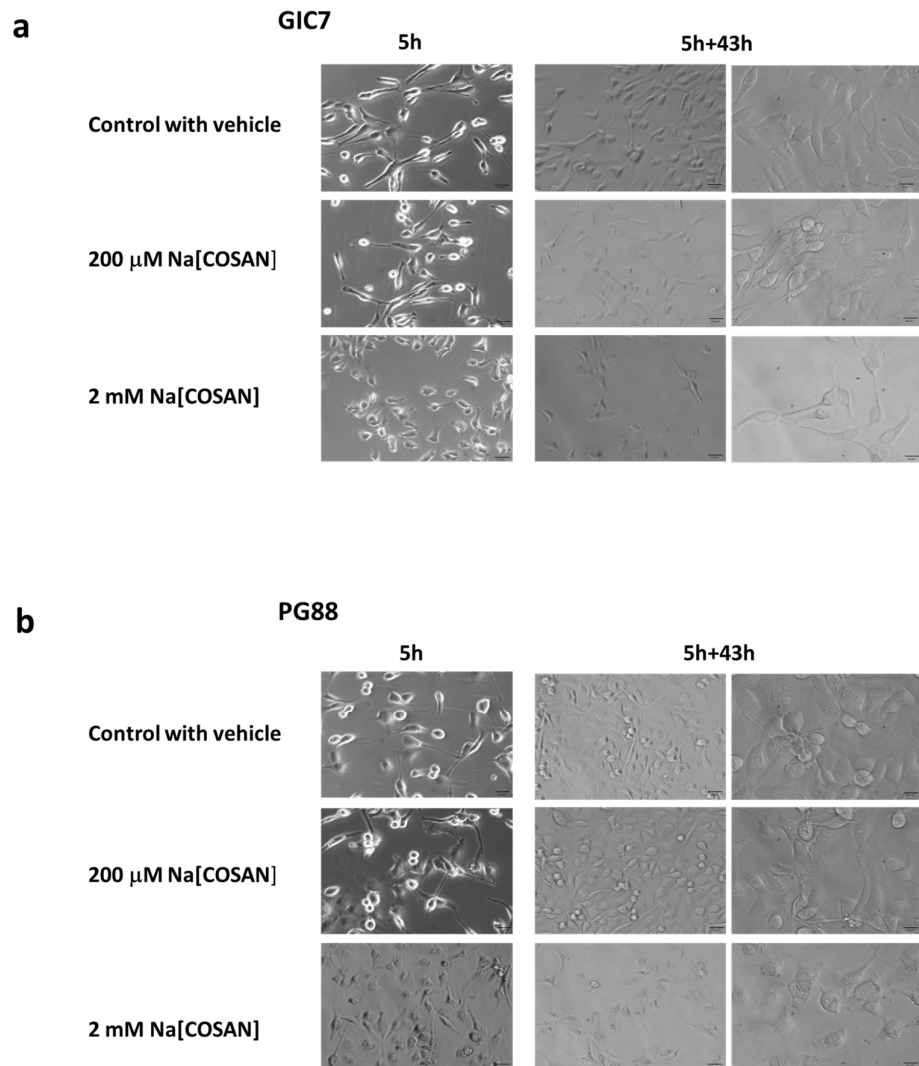 a
GIC7
5h 5h+43h
Control with vehicle
200 μM Na[COSAN]
2 mM Na[COSAN]
b
PG88
5h 5h+43h
Control with vehicle
200 μM Na[COSAN]
2 mM Na[COSAN]